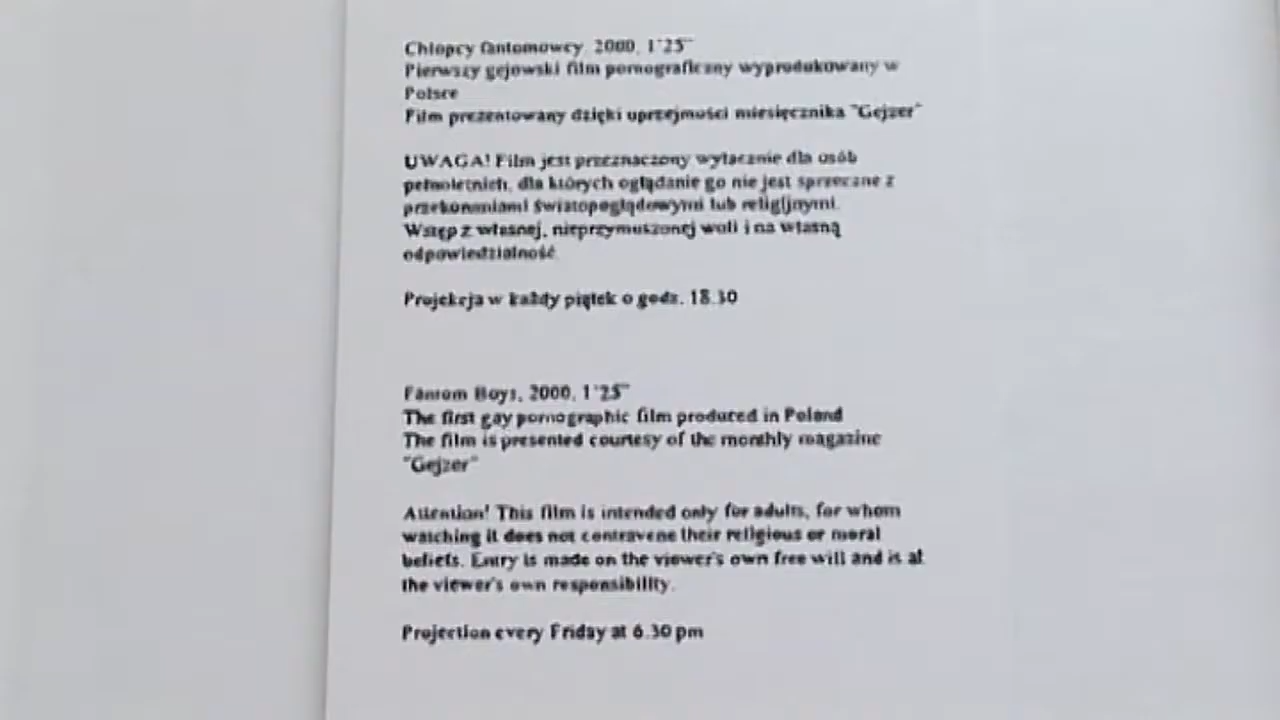 Chłopcy fantomowcy, 2000, 1'25"
Pierwszy gejowski film pornograficzny wyprodukowany w
Polsce
Film prezentowany dzięki uprzejmości miesięcznika "Gejzer"
UWAGA! Film jest przeznaczony wyłacznie dla osób
pełnoletnich, dla których oglądanie go nie jest sprzeczne z
przekonaniami światopoglądowymi lub religijnymi.
Wstęp z własnej, nieprzymuszonej woli i na własną
odpowiedzialność.
Projekcja w każdy piątek o godz. 18.30
Fantom Boys, 2000, 1'25"
The first gay pornographic film produced in Poland
The film is presented courtesy of the monthly magazine
"Gejzer"
Attention! This film is intended only for adults, for whom
watching it does not contravene their religious or moral
beliefs. Entry is made on the viewer's own free will and is at
the viewer's own responsibility.
Projection every Friday at 6.30 pm